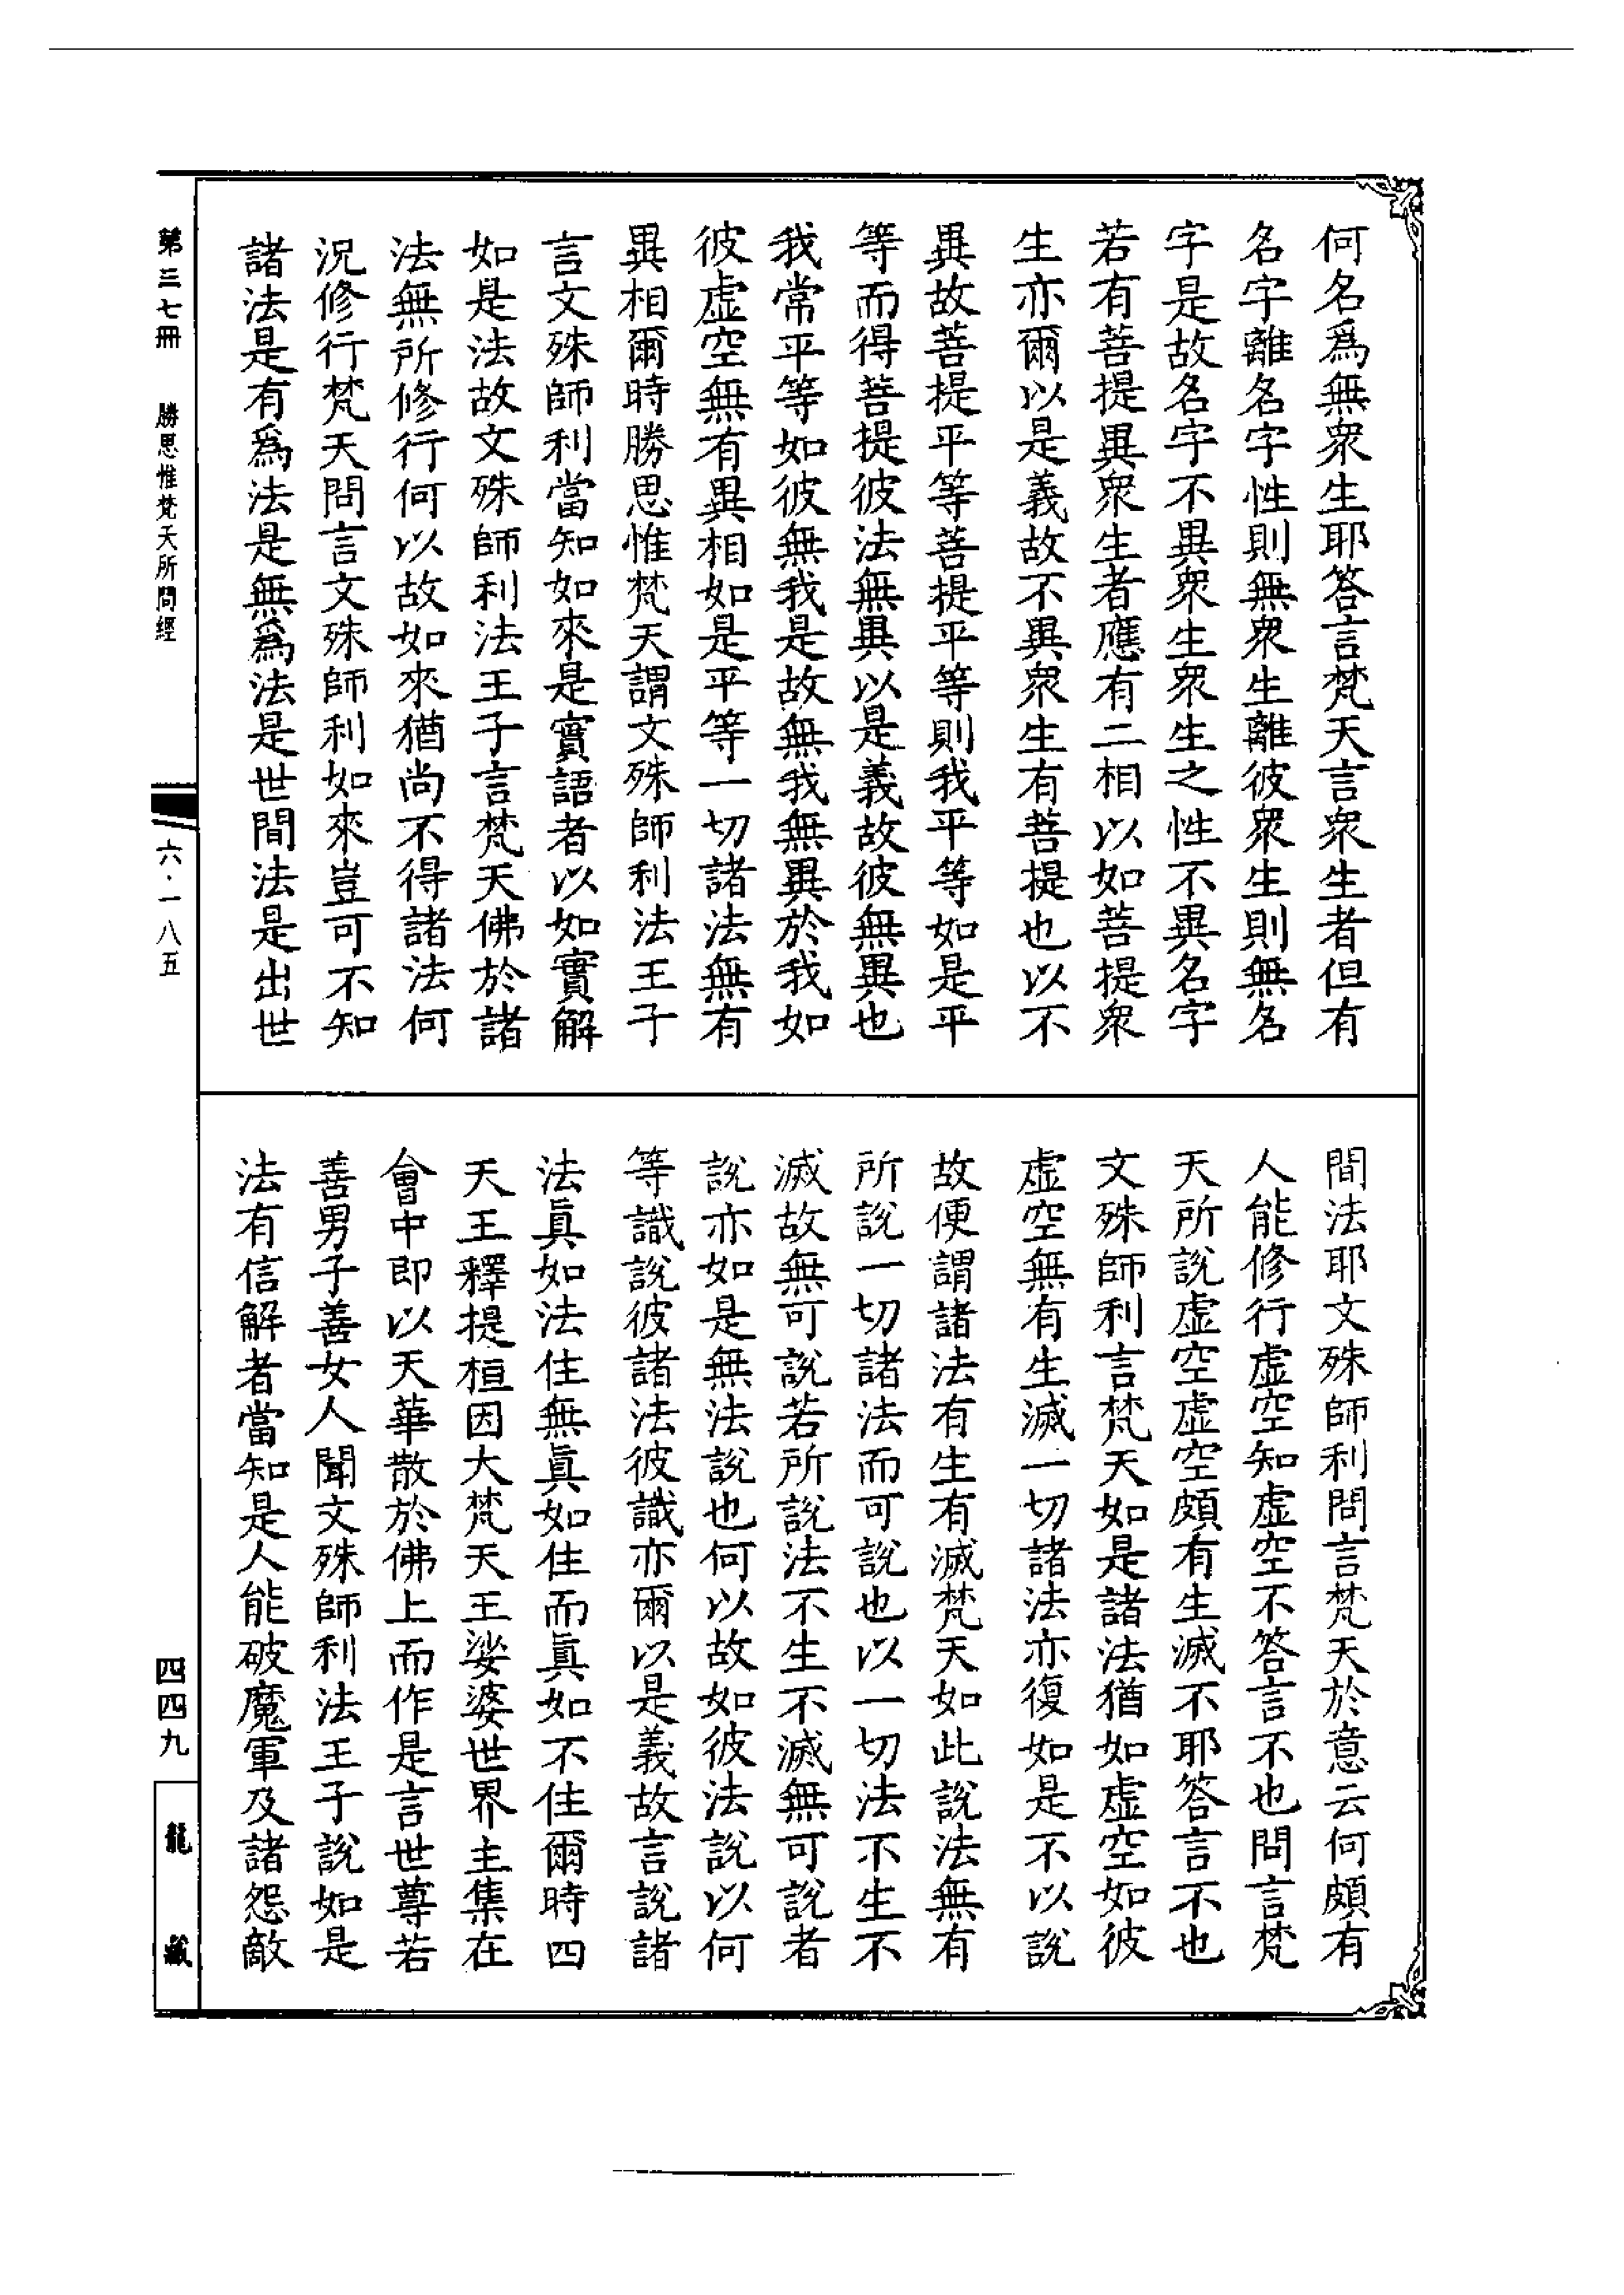 何名爲無衆生耶答言梵天言衆生者但有
名字離名字性則無衆生離彼衆生則無名
字是故名字不異衆生衆生之性不異名字
若有菩提異衆生者應有二相以如菩提衆
生亦爾以是義故不異衆生有菩提也以不
異故菩提平等菩提平等則我平等如是平
等而得菩提彼法無異以是義故彼無異也
我常平等如彼無我是故無我無異於我如
彼虛空無有異相如是平等一切諸法無有
異相爾時勝思惟梵天謂文殊師利法王子
言文殊師利當知如來是實語者以如實解
如是法故文殊師利法王子言梵天佛於諸
法無所修行何以故如來猶尚不得諸法何
況修行梵天問言文殊師利如來豈可不知
諸法是有爲法是無爲法是世間法是出世
間法耶文殊師利問言梵天於意云何頗有
人能修行虛空知虛空不答言不也問言梵
天所說虛空虛空頗有生滅不耶答言不也
文殊師利言梵天如是諸法猶如虛空如彼
虛空無有生滅一切諸法亦復如是不以說
故便謂諸法有生有滅梵天如此說法無有
所說一切諸法而可說也以一切法不生不
滅故無可說若所說法不生不滅無可說者
說亦如是無法說也何以故如彼法說以何
等識說彼諸法彼識亦爾以是義故言說諸
法眞如法住無眞如住而眞如不住爾時四
天王釋提桓因大梵天王娑婆世界主集在
會中即以天華散於佛上而作是言世尊若
善男子善女人聞文殊師利法王子說如是
法有信解者當知是人能破魔軍及諸怨敵
第三七冊 勝思惟梵天所問經
六·一八五
四四九
龍藏